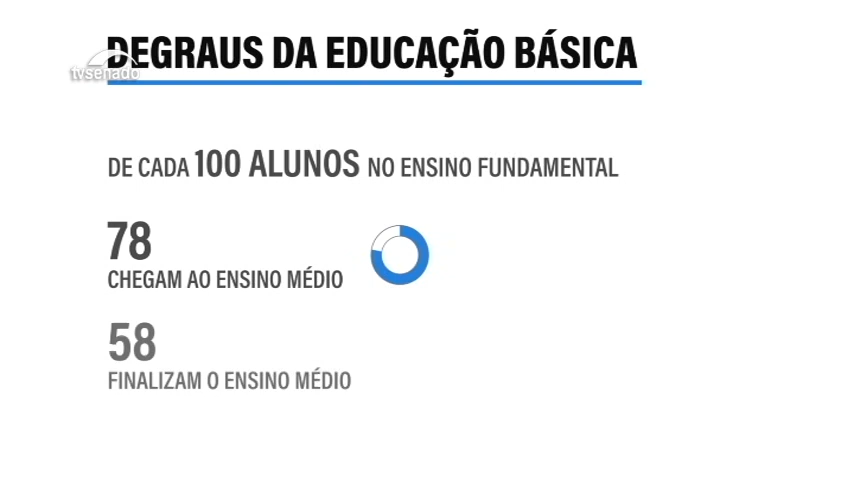 DEGRAUS DA EDUCAÇÃO BÁSICA
tvsenado
DE CADA 100 ALUNOS NO ENSINO FUNDAMENTAL
78
CHEGAM AO ENSINO MÉDIO
58
FINALIZAM O ENSINO MÉDIO